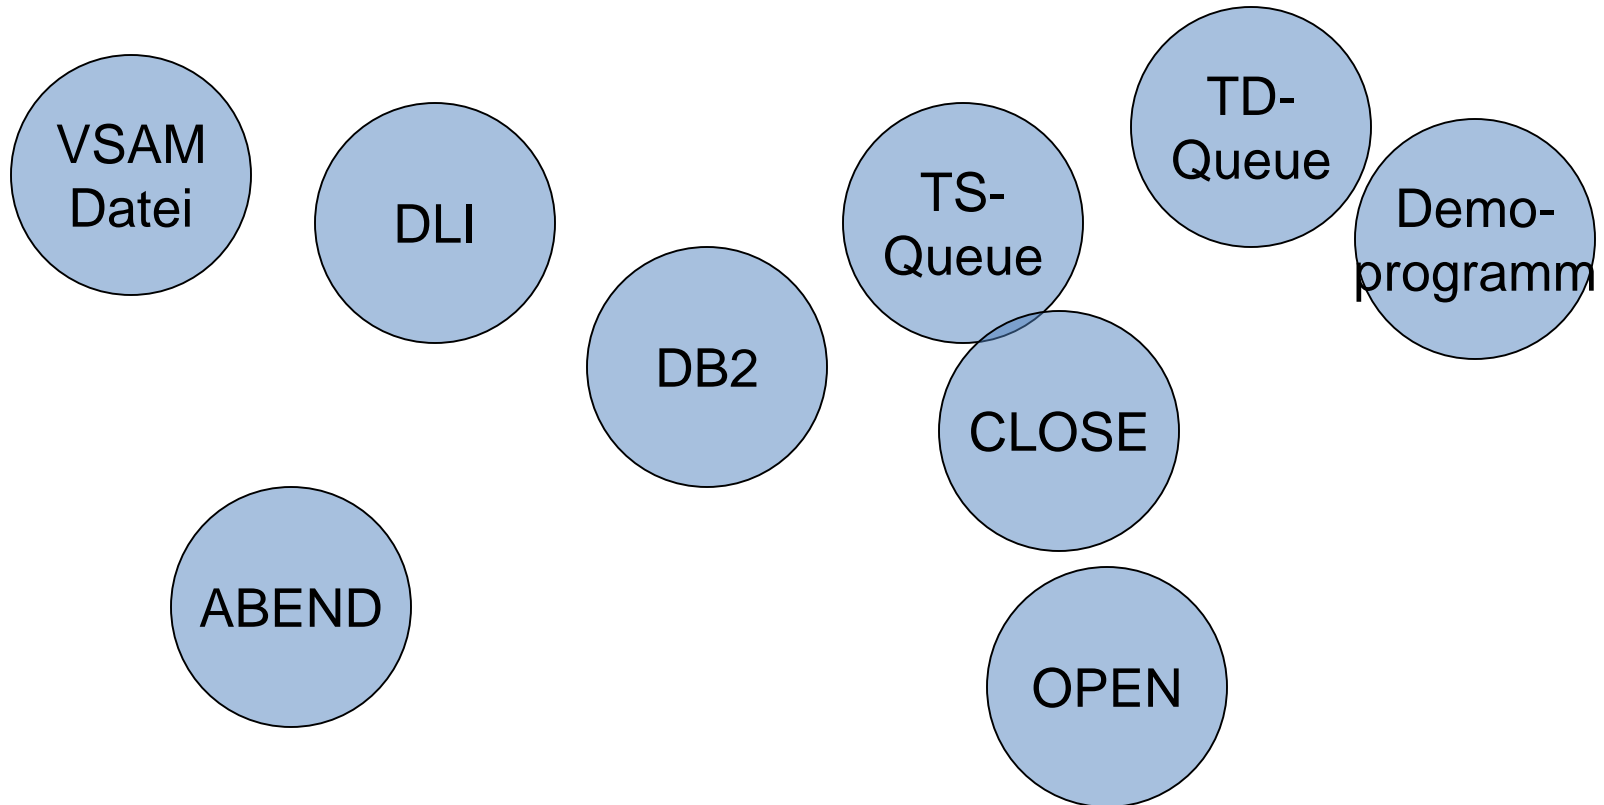 VSAM
Datei
DLI
DB2
TS-
Queue
TD-
Queue
Demo-
programm
CLOSE
ABEND
OPEN